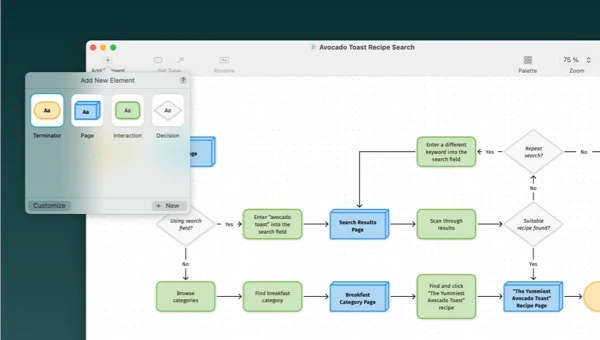 Avocado Toast Recipe Search
75 %
Set Type
Rename
Palette
Zoom
Add New Element
?
Aa
Aa
Aa
Aa
Terminator
Page
Interaction
Decision
Customize
+ New
Enter a different
keyword into the
search field
Yes
Repeat
search?
No
No
Using search
field?
Yes
Enter "avocado
toast" into the
search field
Search Results
Page
Scan through
results
Suitable
recipe found?
No
Yes
Browse
categories
Find breakfast
category
Breakfast
Category Page
Find and click
"The Yummiest
Avocado Toast"
recipe
"The Yummiest
Avocado Toast"
Recipe Page